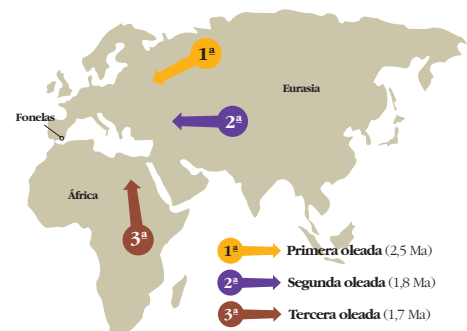 1ª
Eurasia
Fonelas
2ª
África
3ª
1ª Primera oleada (2,5 Ma)
2ª Segunda oleada (1,8 Ma)
3ª Tercera oleada (1,7 Ma)